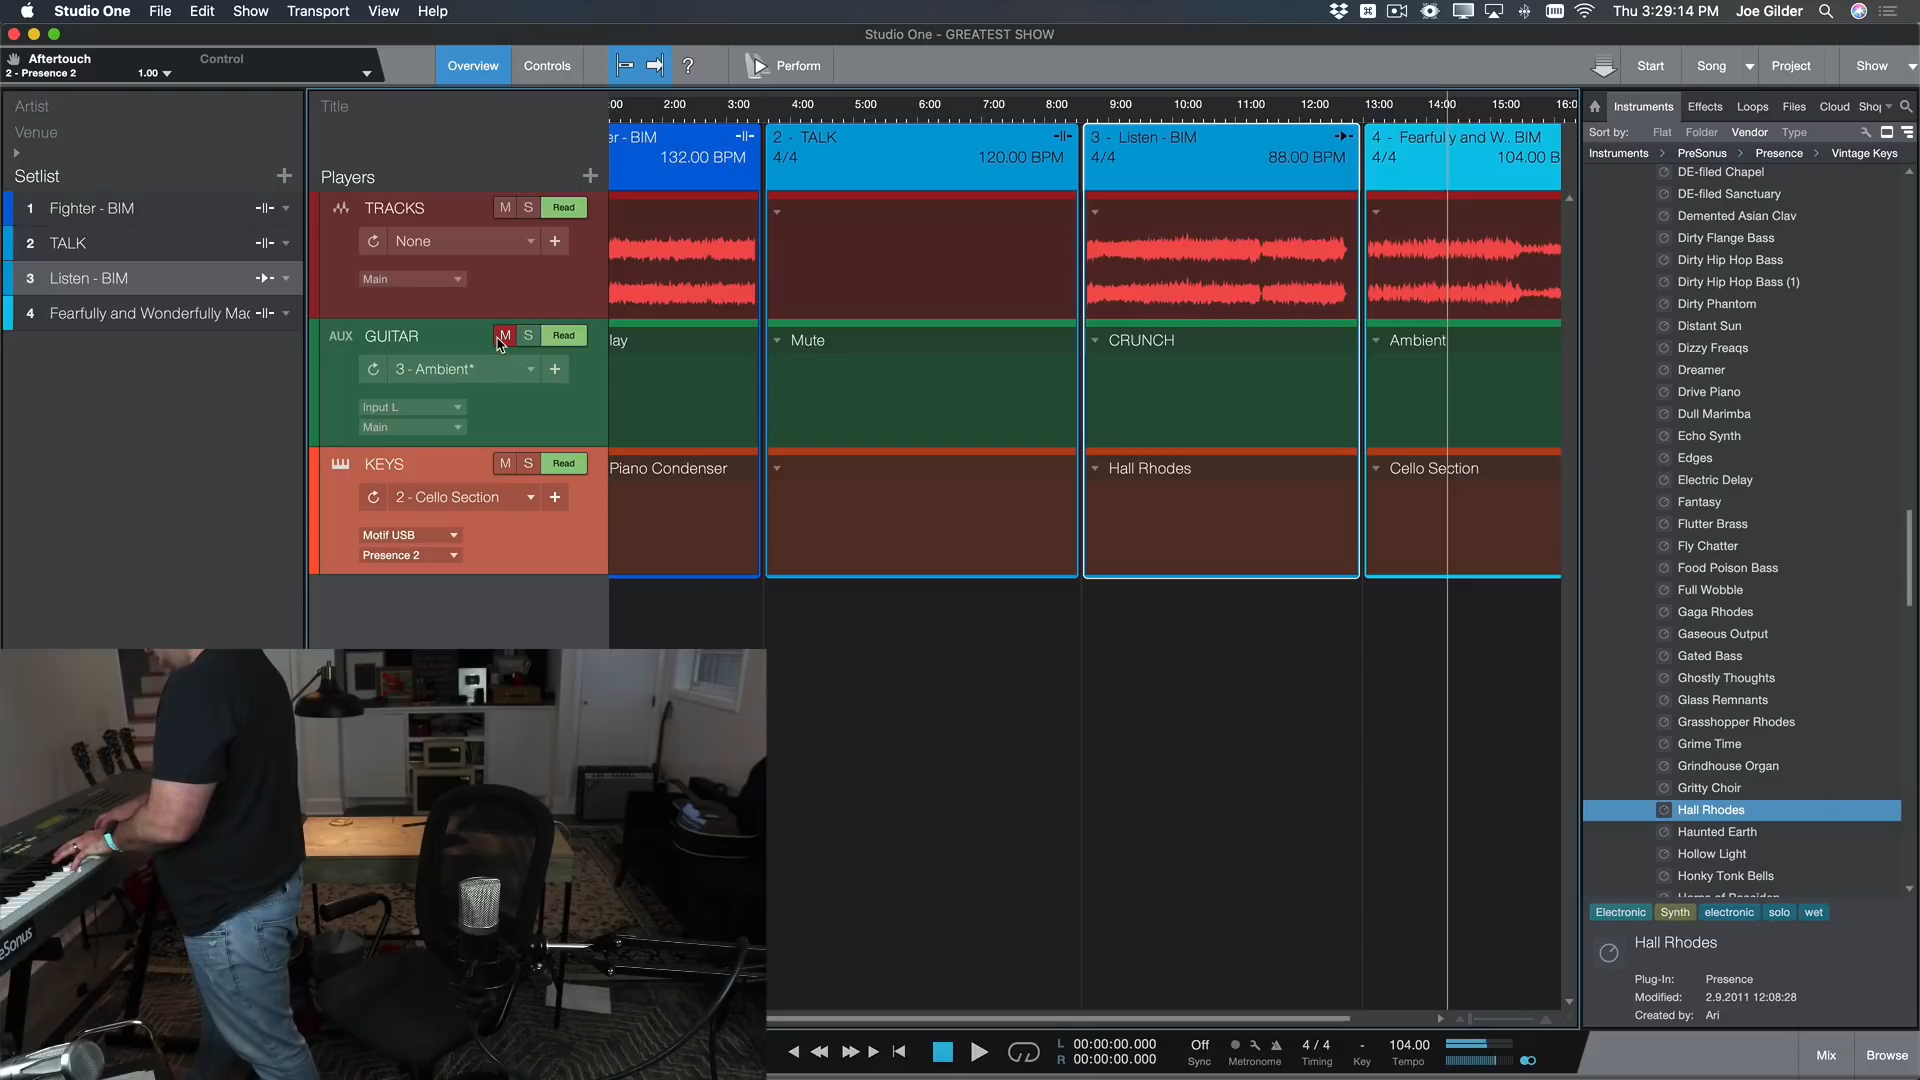 Studio One File Edit Show Transport View Help
Thu 3:29:14 PM Joe Gilder
Studio One - GREATEST SHOW
Aftertouch
Control
2 - Presence 2 1.00
Overview Controls ? Perform
Start Song Project Show
Artist
Venue
Setlist
1 Fighter - BIM
2 TALK
3 Listen - BIM
4 Fearfully and Wonderfully Mac
Title
Players
TRACKS M S Read
None
Main
AUX GUITAR M S Read
3 - Ambient*
Input L
Main
KEYS M S Read
2 - Cello Section
Motif USB
Presence 2
:00 2:00 3:00 4:00 5:00 6:00 7:00 8:00 9:00 10:00 11:00 12:00 13:00 14:00 15:00 16:0
er - BIM
132.00 BPM
2 - TALK
4/4 120.00 BPM
3 - Listen - BIM
4/4 88.00 BPM
4 - Fearfully and W.. BIM
4/4 104.00 B
lay Mute CRUNCH Ambient
Piano Condenser Hall Rhodes Cello Section
Instruments Effects Loops Files Cloud Shop
Sort by: Flat Folder Vendor Type
Instruments > PreSonus > Presence > Vintage Keys
DE-filed Chapel
DE-filed Sanctuary
Demented Asian Clav
Dirty Flange Bass
Dirty Hip Hop Bass
Dirty Hip Hop Bass (1)
Dirty Phantom
Distant Sun
Dizzy Freaqs
Dreamer
Drive Piano
Dull Marimba
Echo Synth
Edges
Electric Delay
Fantasy
Flutter Brass
Fly Chatter
Food Poison Bass
Full Wobble
Gaga Rhodes
Gaseous Output
Gated Bass
Ghostly Thoughts
Glass Remnants
Grasshopper Rhodes
Grime Time
Grindhouse Organ
Gritty Choir
Hall Rhodes
Haunted Earth
Hollow Light
Honky Tonk Bells
Electronic Synth electronic solo wet
Hall Rhodes
Plug-In: Presence
Modified: 2.9.2011 12:08:28
Created by: Ari
L 00:00:00.000
R 00:00:00.000
Off
Sync
Metronome
4 / 4
Timing
-
Key
104.00
Tempo
Mix Browse
eSonus